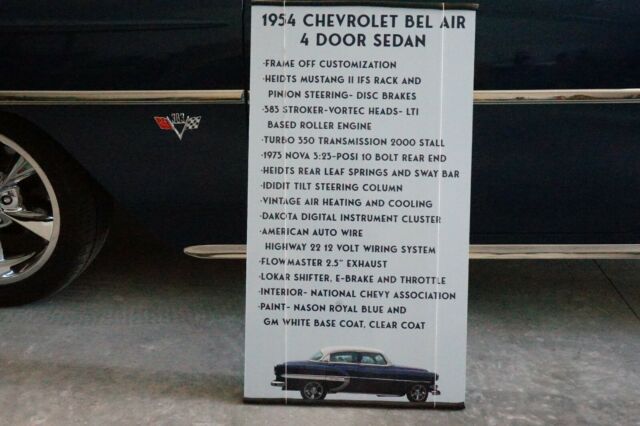 1954 CHEVROLET BEL AIR
4 DOOR SEDAN
·FRAME OFF CUSTOMIZATION
·HEIDTS MUSTANG II IFS RACK AND
PINION STEERING- DISC BRAKES
·383 STROKER-VORTEC HEADS- LT1
BASED ROLLER ENGINE
·TURBO 350 TRANSMISSION 2000 STALL
·1973 NOVA 3:23-POSI 10 BOLT REAR END
·HEIDTS REAR LEAF SPRINGS AND SWAY BAR
·IDIDIT TILT STEERING COLUMN
·VINTAGE AIR HEATING AND COOLING
·DAKOTA DIGITAL INSTRUMENT CLUSTER
·AMERICAN AUTO WIRE
HIGHWAY 22 12 VOLT WIRING SYSTEM
·FLOWMASTER 2.5" EXHAUST
·LOKAR SHIFTER, E-BRAKE AND THROTTLE
·INTERIOR- NATIONAL CHEVY ASSOCIATION
·PAINT- NASON ROYAL BLUE AND
GM WHITE BASE COAT, CLEAR COAT